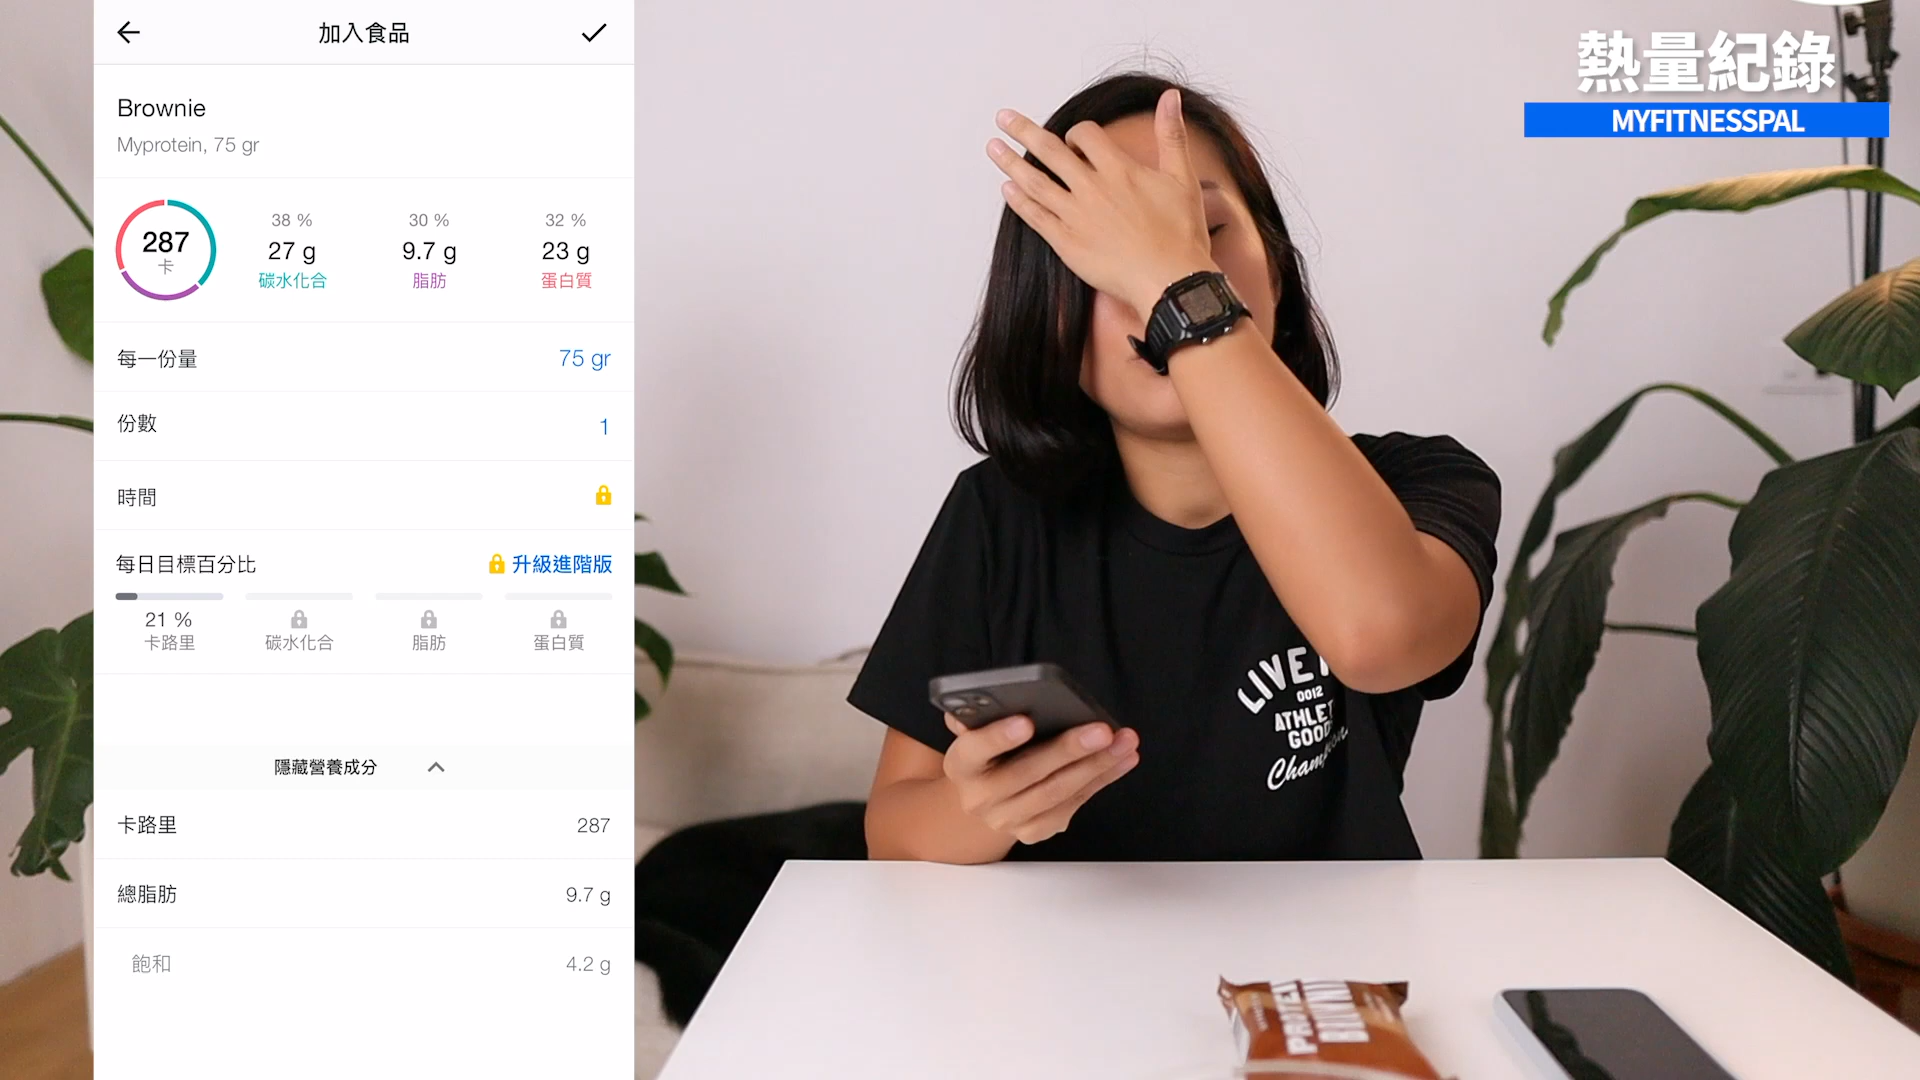 加入食品
Brownie
Myprotein, 75 gr
287
卡
38 %
27 g
碳水化合
30 %
9.7 g
脂肪
32 %
23 g
蛋白質
每一份量
75 gr
份數
1
時間
每日目標百分比
升級進階版
21 %
卡路里
碳水化合
脂肪
蛋白質
隱藏營養成分
卡路里
287
總脂肪
9.7 g
飽和
4.2 g
熱量紀錄
MYFITNESSPAL
LIVE
0012
ATHLET
GOOD
Champion
PROTEIN
BROWNIE